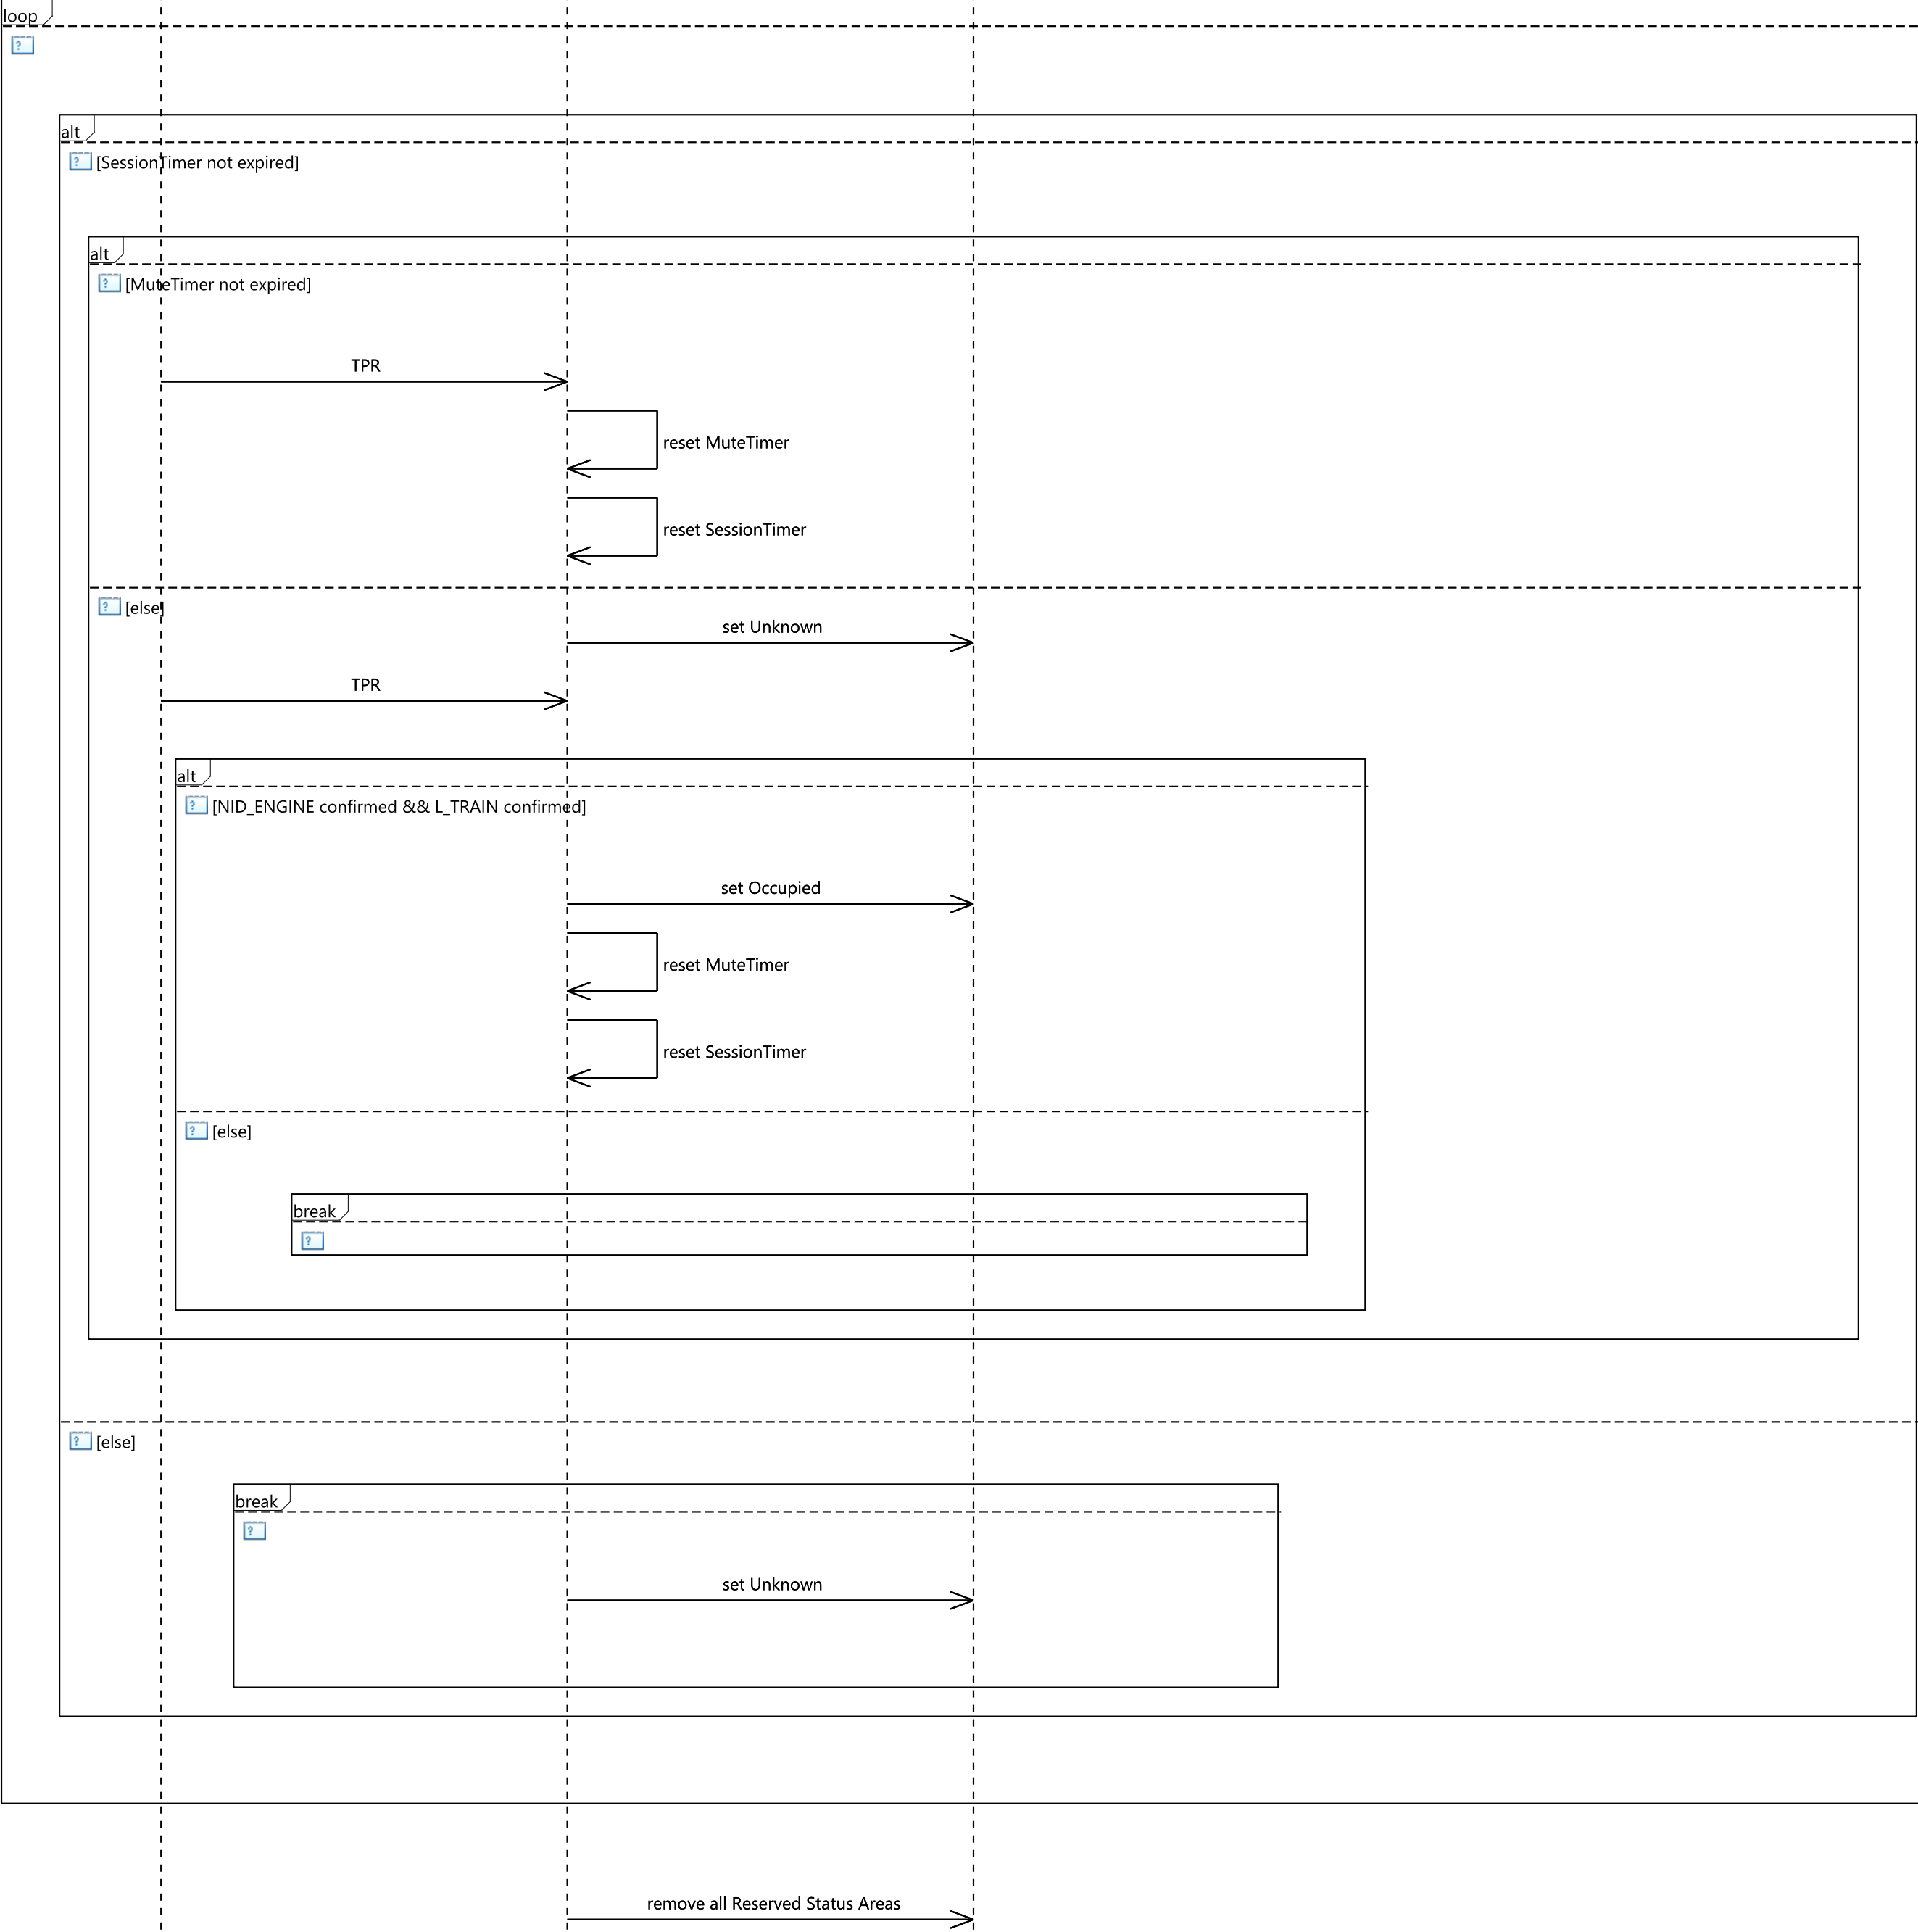 loop
?
alt
? [SessionTimer not expired]
alt
? [MuteTimer not expired]
TPR
reset MuteTimer
reset SessionTimer
? [else]
set Unknown
TPR
alt
? [NID_ENGINE confirmed && L_TRAIN confirmed]
set Occupied
reset MuteTimer
reset SessionTimer
? [else]
break
?
? [else]
break
?
set Unknown
remove all Reserved Status Areas